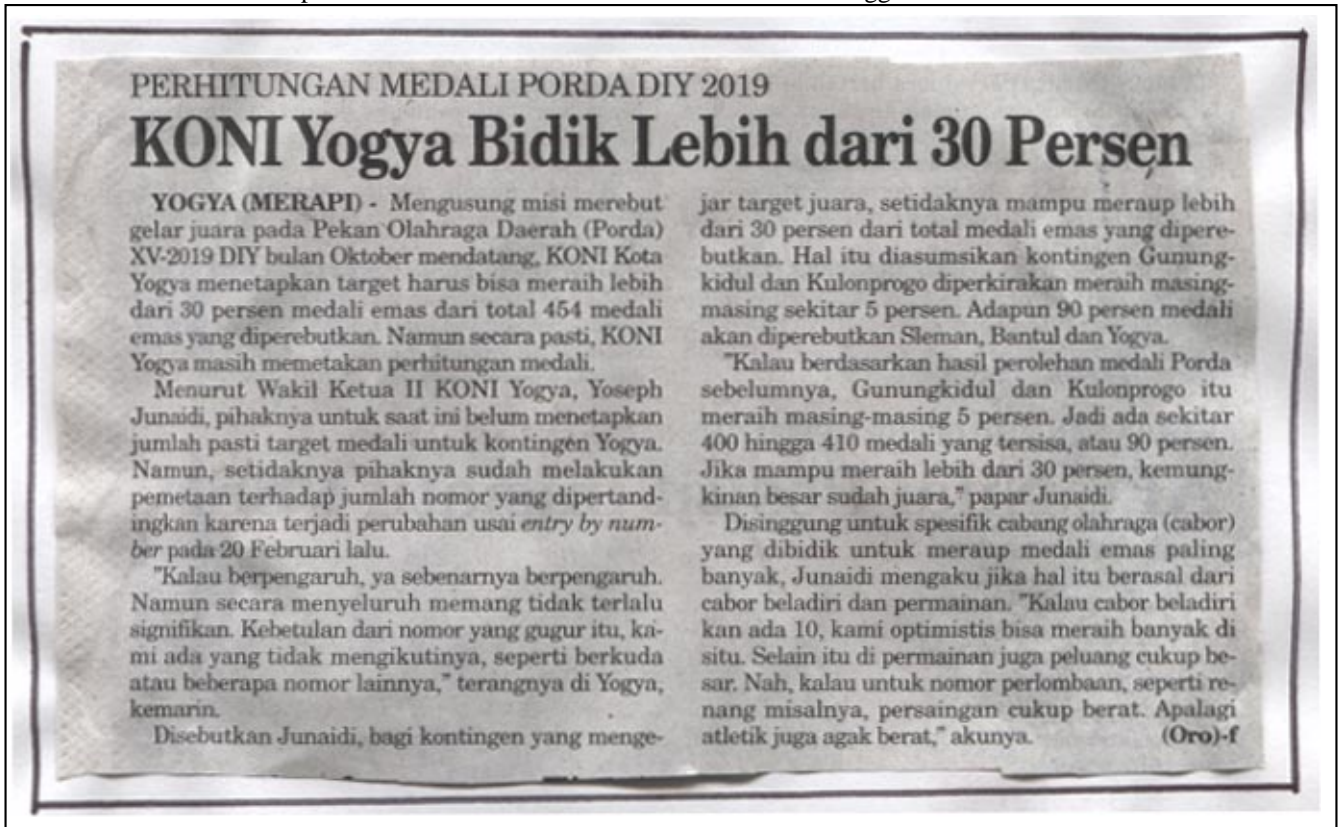 PERHITUNGAN MEDALI PORDA DIY 2019
KONI Yogya Bidik Lebih dari 30 Persen
YOGYA (MERAPI) - Mengusung misi merebut
gelar juara pada Pekan Olahraga Daerah (Porda)
XV-2019 DIY bulan Oktober mendatang, KONI Kota
Yogya menetapkan target harus bisa meraih lebih
dari 30 persen medali emas dari total 454 medali
emas yang diperebutkan. Namun secara pasti, KONI
Yogya masih memetakan perhitungan medali.
Menurut Wakil Ketua II KONI Yogya, Yoseph
Junaidi, pihaknya untuk saat ini belum menetapkan
jumlah pasti target medali untuk kontingen Yogya.
Namun, setidaknya pihaknya sudah melakukan
pemetaan terhadap jumlah nomor yang dipertand-
ingkan karena terjadi perubahan usai entry by num-
ber pada 20 Februari lalu.
"Kalau berpengaruh, ya sebenarnya berpengaruh.
Namun secara menyeluruh memang tidak terlalu
signifikan. Kebetulan dari nomor yang gugur itu, ka-
mi ada yang tidak mengikutinya, seperti berkuda
atau beberapa nomor lainnya," terangnya di Yogya,
kemarin.
Disebutkan Junaidi, bagi kontingen yang menge-
jar target juara, setidaknya mampu meraup lebih
dari 30 persen dari total medali emas yang dipere-
butkan. Hal itu diasumsikan kontingen Gunung-
kidul dan Kulonprogo diperkirakan meraih masing-
masing sekitar 5 persen. Adapun 90 persen medali
akan diperebutkan Sleman, Bantul dan Yogya.
"Kalau berdasarkan hasil perolehan medali Porda
sebelumnya, Gunungkidul dan Kulonprogo itu
meraih masing-masing 5 persen. Jadi ada sekitar
400 hingga 410 medali yang tersisa, atau 90 persen.
Jika mampu meraih lebih dari 30 persen, kemung-
kinan besar sudah juara," papar Junaidi.
Disinggung untuk spesifik cabang olahraga (cabor)
yang dibidik untuk meraup medali emas paling
banyak, Junaidi mengaku jika hal itu berasal dari
cabor beladiri dan permainan. "Kalau cabor beladiri
kan ada 10, kami optimistis bisa meraih banyak di
situ. Selain itu di permainan juga peluang cukup be-
sar. Nah, kalau untuk nomor perlombaan, seperti re-
nang misalnya, persaingan cukup berat. Apalagi
atletik juga agak berat," akunya. (Oro)-f